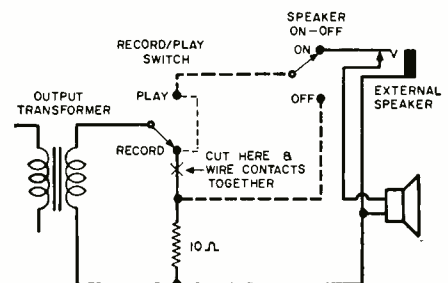 SPEAKER
ON-OFF
RECORD/PLAY
SWITCH
ON
OUTPUT
TRANSFORMER
PLAY
OFF
EXTERNAL
SPEAKER
RECORD
CUT HERE &
WIRE CONTACTS
TOGETHER
10Ω